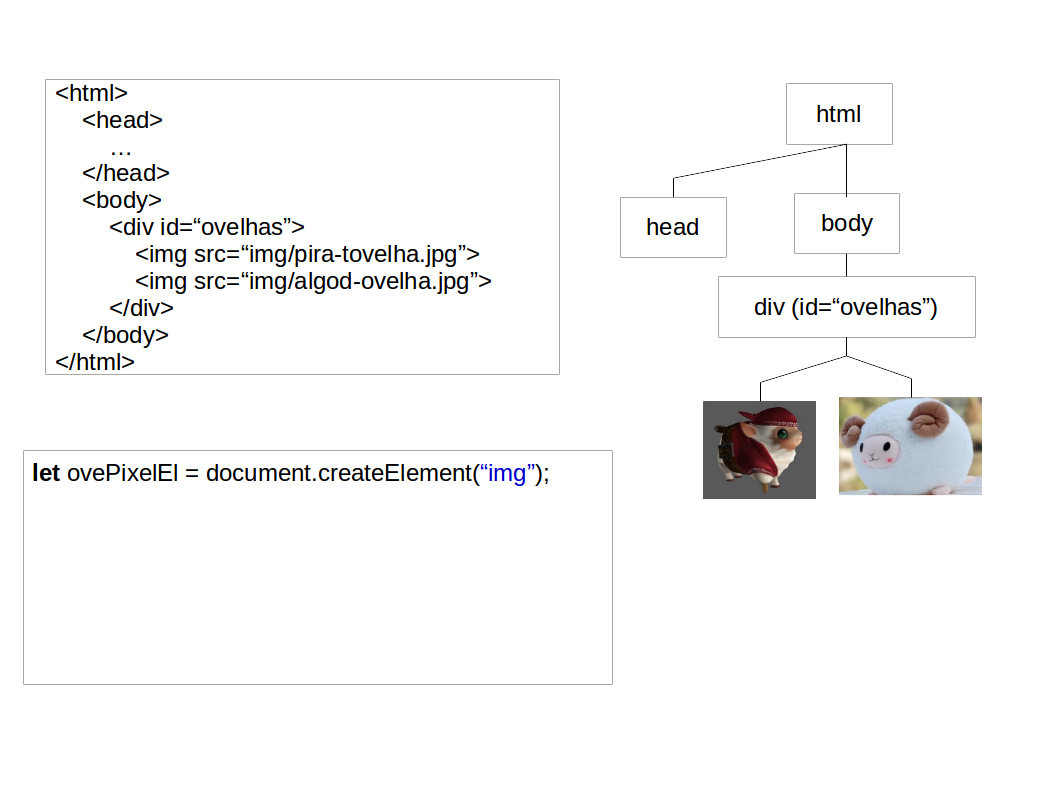 <html>
<head>
…
</head>
<body>
<div id=“ovelhas”>
<img src=“img/pira-tovelha.jpg”>
<img src=“img/algod-ovelha.jpg”>
</div>
</body>
</html>
html
head
body
div (id=“ovelhas”)
let ovePixelEl = document.createElement(“img”);